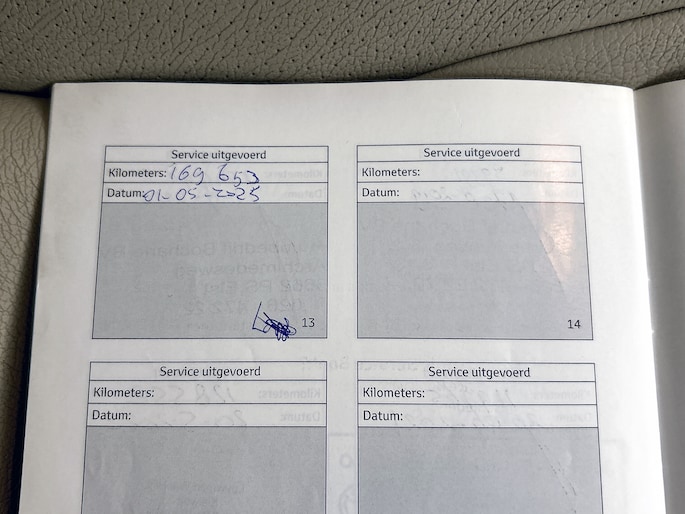 Service uitgevoerd
Kilometers: 169 653
Datum: 01-05-2025
13
Service uitgevoerd
Kilometers:
Datum:
14
Service uitgevoerd
Kilometers:
Datum:
Service uitgevoerd
Kilometers:
Datum: